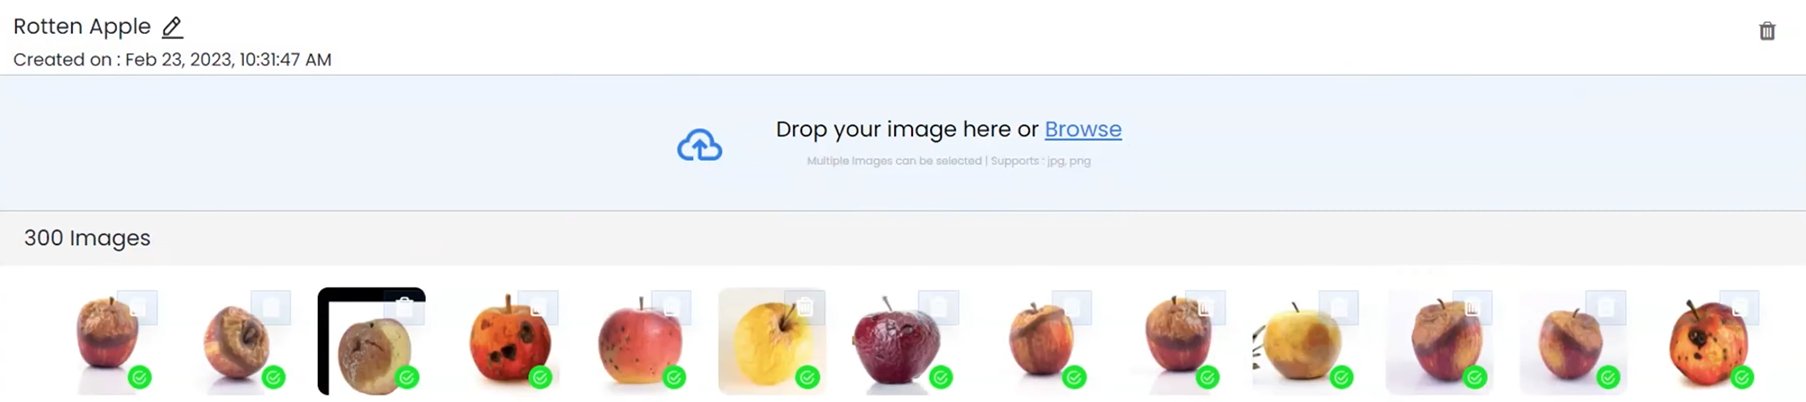 Rotten Apple
Created on : Feb 23, 2023, 10:31:47 AM
Drop your image here or Browse
Multiple Images can be selected | Supports : jpg, png
300 Images